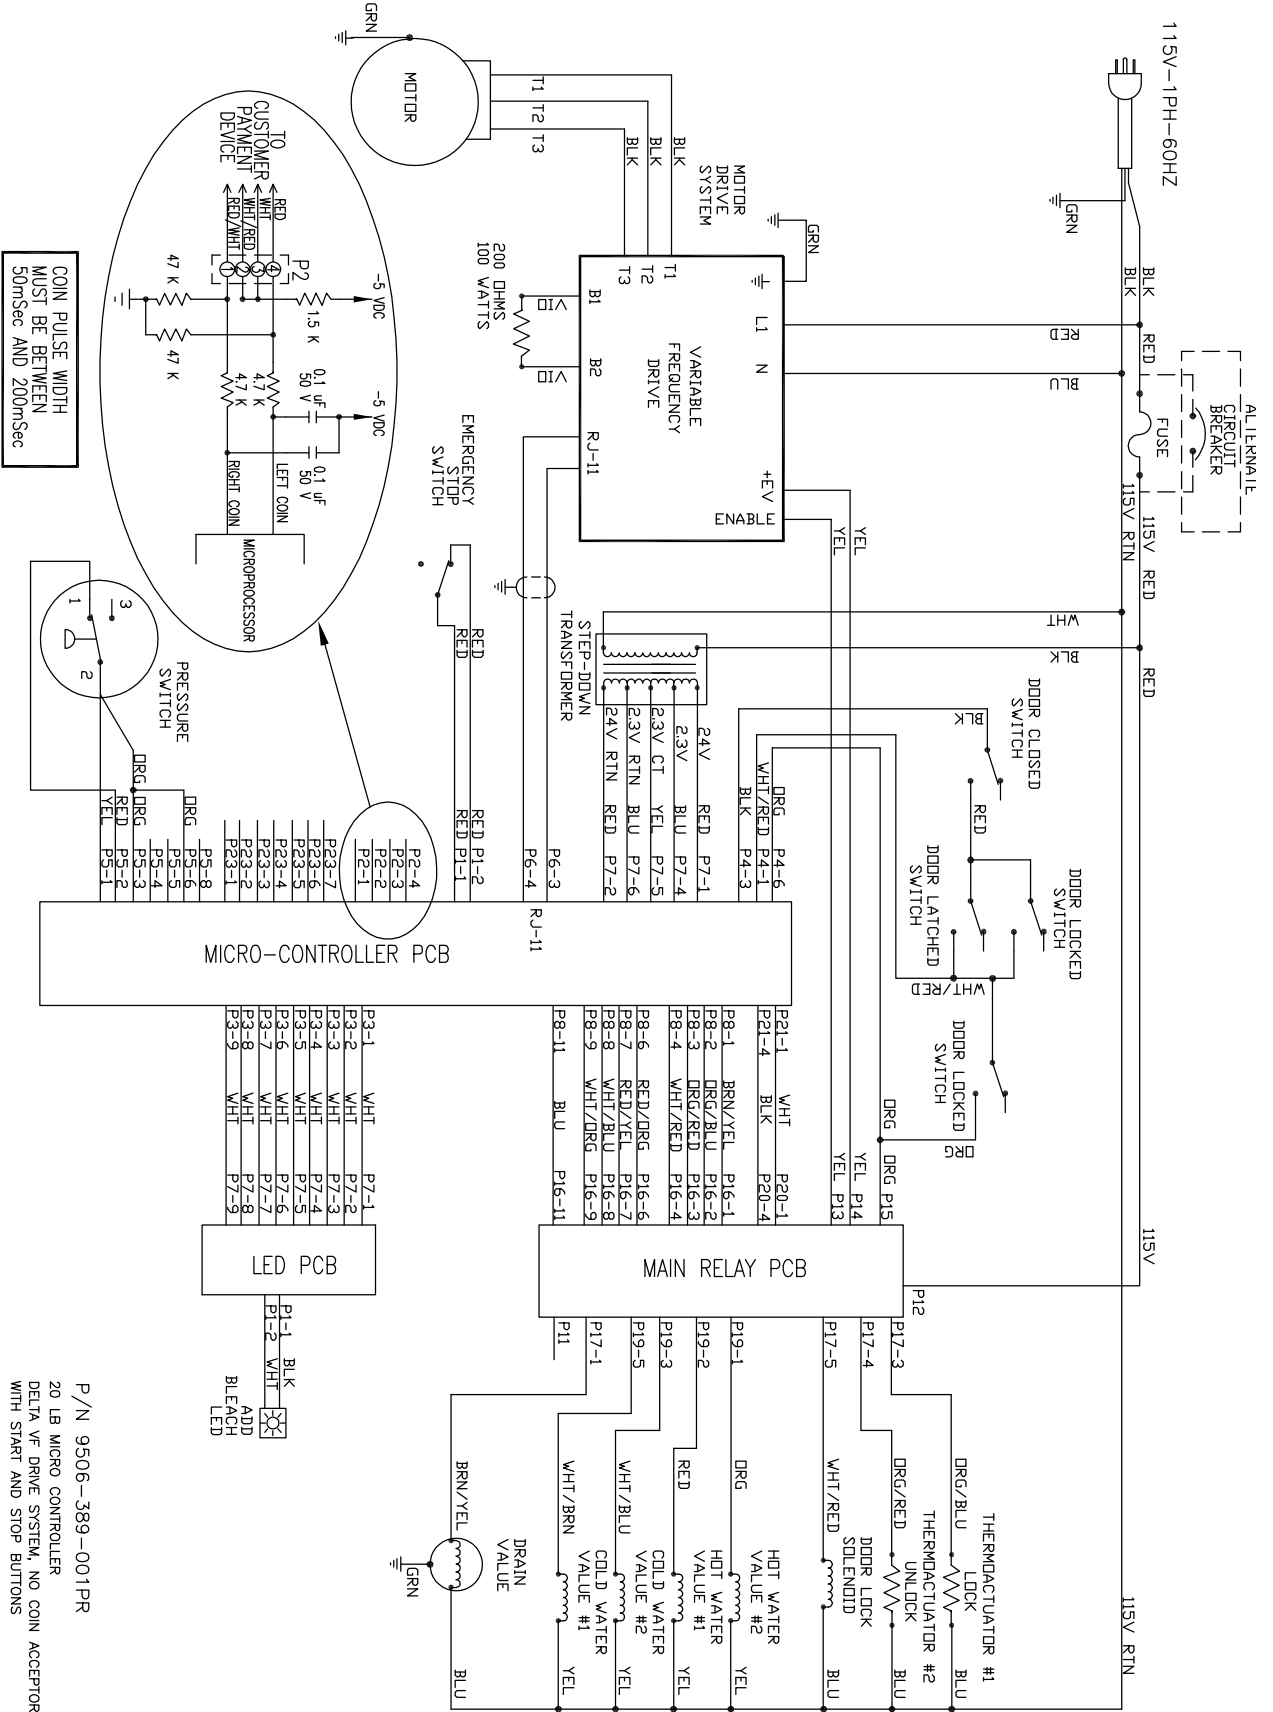 115V-1PH-60HZ
GRN
BLK
BLK
RED
ALTERNATE
CIRCUIT
BREAKER
FUSE
115V
115V RTN
RED
RED
115V
115V RTN
RED
BLU
WHT
BLK
GRN
MOTOR
T1
T2
T3
BLK
BLK
BLK
MOTOR
DRIVE
SYSTEM
GRN
L1
N
T1
T2
T3
VARIABLE
FREQUENCY
DRIVE
B1
B2
RJ-11
+EV
ENABLE
VIO
VIO
200 OHMS
100 WATTS
YEL
YEL
STEP-DOWN
TRANSFORMER
24V
2.3V
2.3V CT
2.3V RTN
24V RTN
RED P7-1
BLU P7-4
YEL P7-5
BLU P7-6
RED P7-2
DOOR CLOSED
SWITCH
BLK
RED
DOOR LATCHED
SWITCH
DOOR LOCKED
SWITCH
WHT/RED
DOOR LOCKED
SWITCH
ORG
ORG
ORG P15
YEL P14
YEL P13
ORG P4-6
WHT/RED P4-1
BLK P4-3
EMERGENCY
STOP
SWITCH
RED
RED
RED P1-2
RED P1-1
P6-3
P6-4
RJ-11
TO
CUSTOMER
PAYMENT
DEVICE
RED
WHT
WHT/RED
RED/WHT
P2
4
3
2
1
-5 VDC
1.5 K
47 K
47 K
4.7 K
4.7 K
0.1 uF
50 V
0.1 uF
50 V
-5 VDC
LEFT COIN
RIGHT COIN
MICROPROCESSOR
COIN PULSE WIDTH
MUST BE BETWEEN
50mSec AND 200mSec
PRESSURE
SWITCH
1
3
2
ORG
ORG
ORG
RED
YEL
P2-4
P2-3
P2-2
P2-1
P23-7
P23-6
P23-5
P23-4
P23-3
P23-2
P23-1
P5-8
P5-6
P5-5
P5-4
P5-3
P5-2
P5-1
MICRO-CONTROLLER PCB
P21-1 WHT P20-1
P21-4 BLK P20-4
P8-1 BRN/YEL P16-1
P8-2 ORG/BLU P16-2
P8-3 ORG/RED P16-3
P8-4 WHT/RED P16-4
P8-6 RED/ORG P16-6
P8-7 RED/YEL P16-7
P8-8 WHT/BLU P16-8
P8-9 WHT/ORG P16-9
P8-11 BLU P16-11
P3-1 WHT P7-1
P3-2 WHT P7-2
P3-3 WHT P7-3
P3-4 WHT P7-4
P3-5 WHT P7-5
P3-6 WHT P7-6
P3-7 WHT P7-7
P3-8 WHT P7-8
P3-9 WHT P7-9
MAIN RELAY PCB
P12
LED PCB
P1-1 BLK
P1-2 WHT
ADD
BLEACH
LED
P17-3
P17-4
P17-5
P19-1
P19-2
P19-3
P19-5
P17-1
P11
ORG/BLU
THERMOACTUATOR #1
LOCK
BLU
ORG/RED
THERMOACTUATOR #2
UNLOCK
BLU
WHT/RED
DOOR LOCK
SOLENOID
BLU
ORG
HOT WATER
VALUE #2
YEL
RED
HOT WATER
VALUE #1
YEL
WHT/BLU
COLD WATER
VALUE #2
YEL
WHT/BRN
COLD WATER
VALUE #1
YEL
BRN/YEL
DRAIN
VALUE
GRN
BLU
P/N 9506-389-001PR
20 LB MICRO CONTROLLER
DELTA VF DRIVE SYSTEM, NO COIN ACCEPTOR
WITH START AND STOP BUTTONS